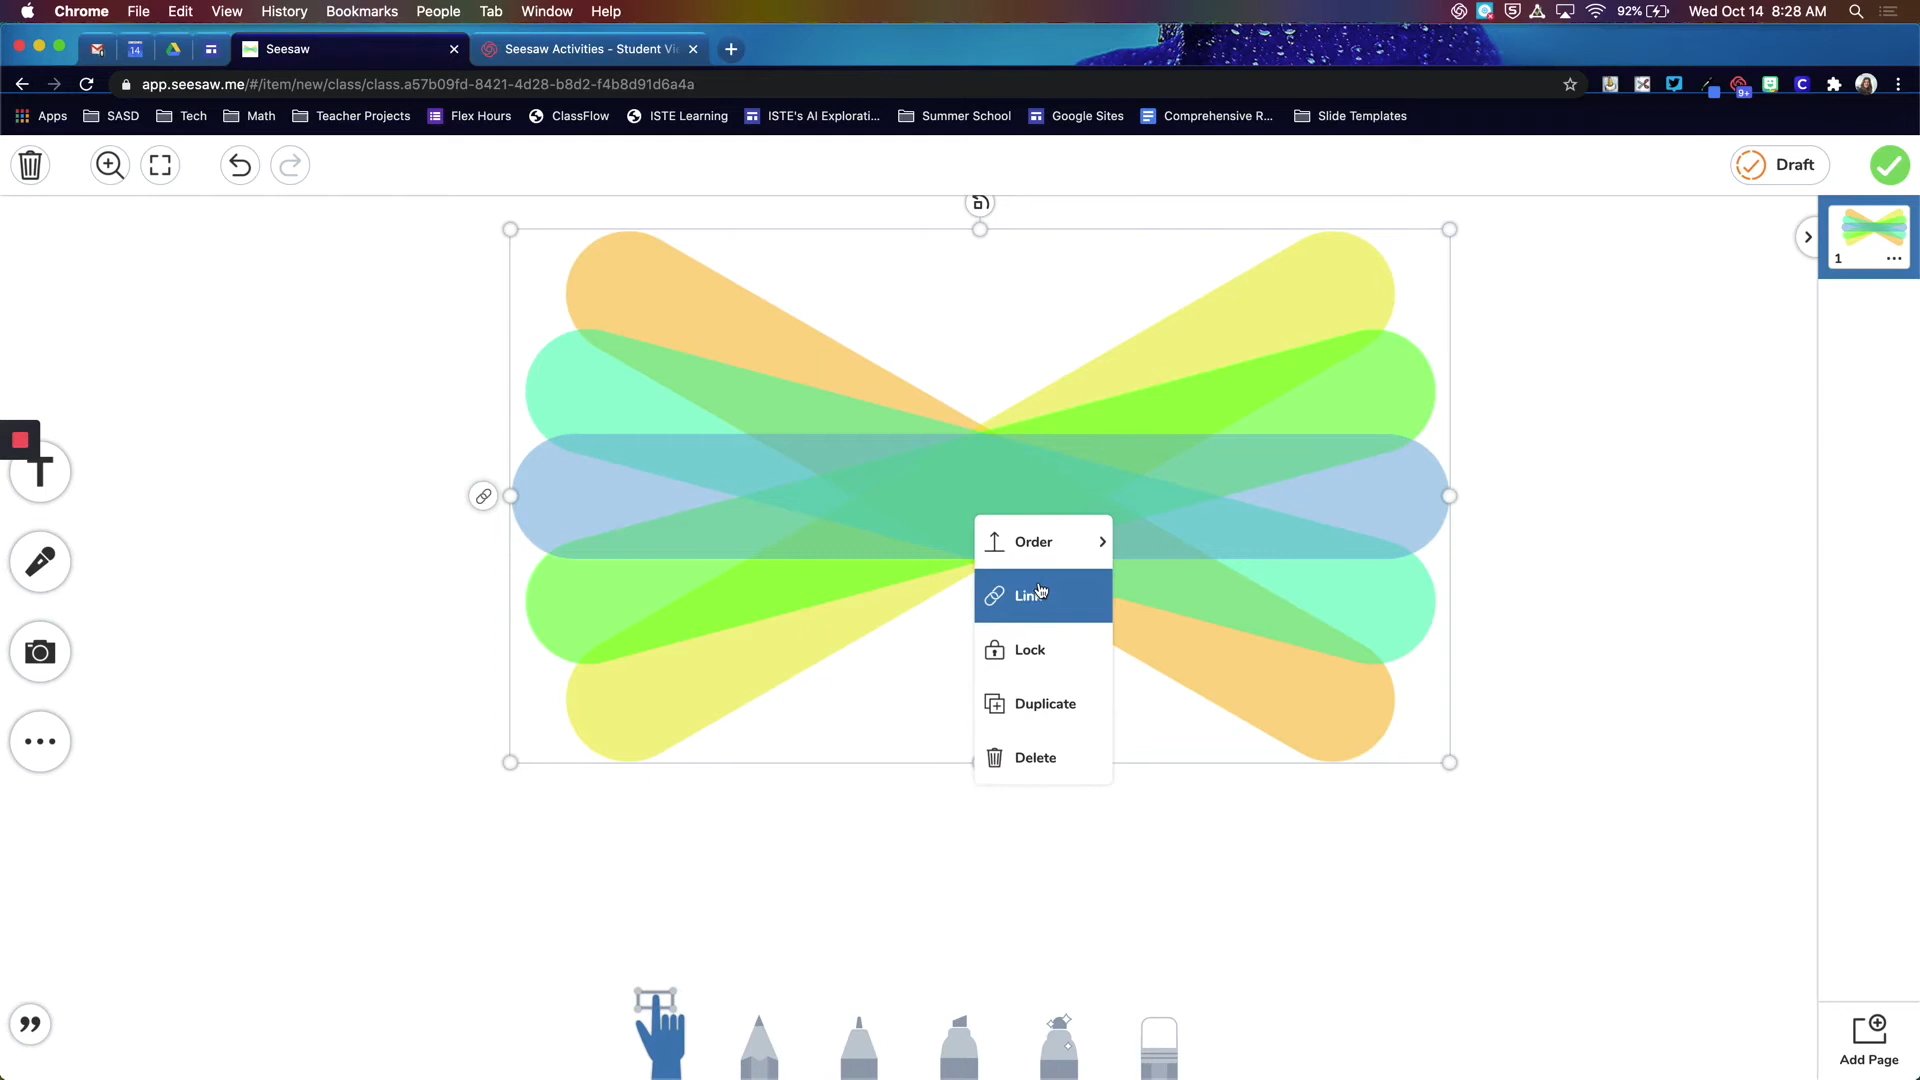 Chrome File Edit View History Bookmarks People Tab Window Help 92% Wed Oct 14 8:28 AM
14 Seesaw Seesaw Activities - Student Vi
app.seesaw.me/#/item/new/class/class.a57b09fd-8421-4d28-b8d2-f4b8d91d6a4a 9+
Apps SASD Tech Math Teacher Projects Flex Hours ClassFlow ISTE Learning ISTE's AI Explorati... Summer School Google Sites Comprehensive R... Slide Templates
Draft
1
T
Order
Link
Lock
Duplicate
Delete
Add Page